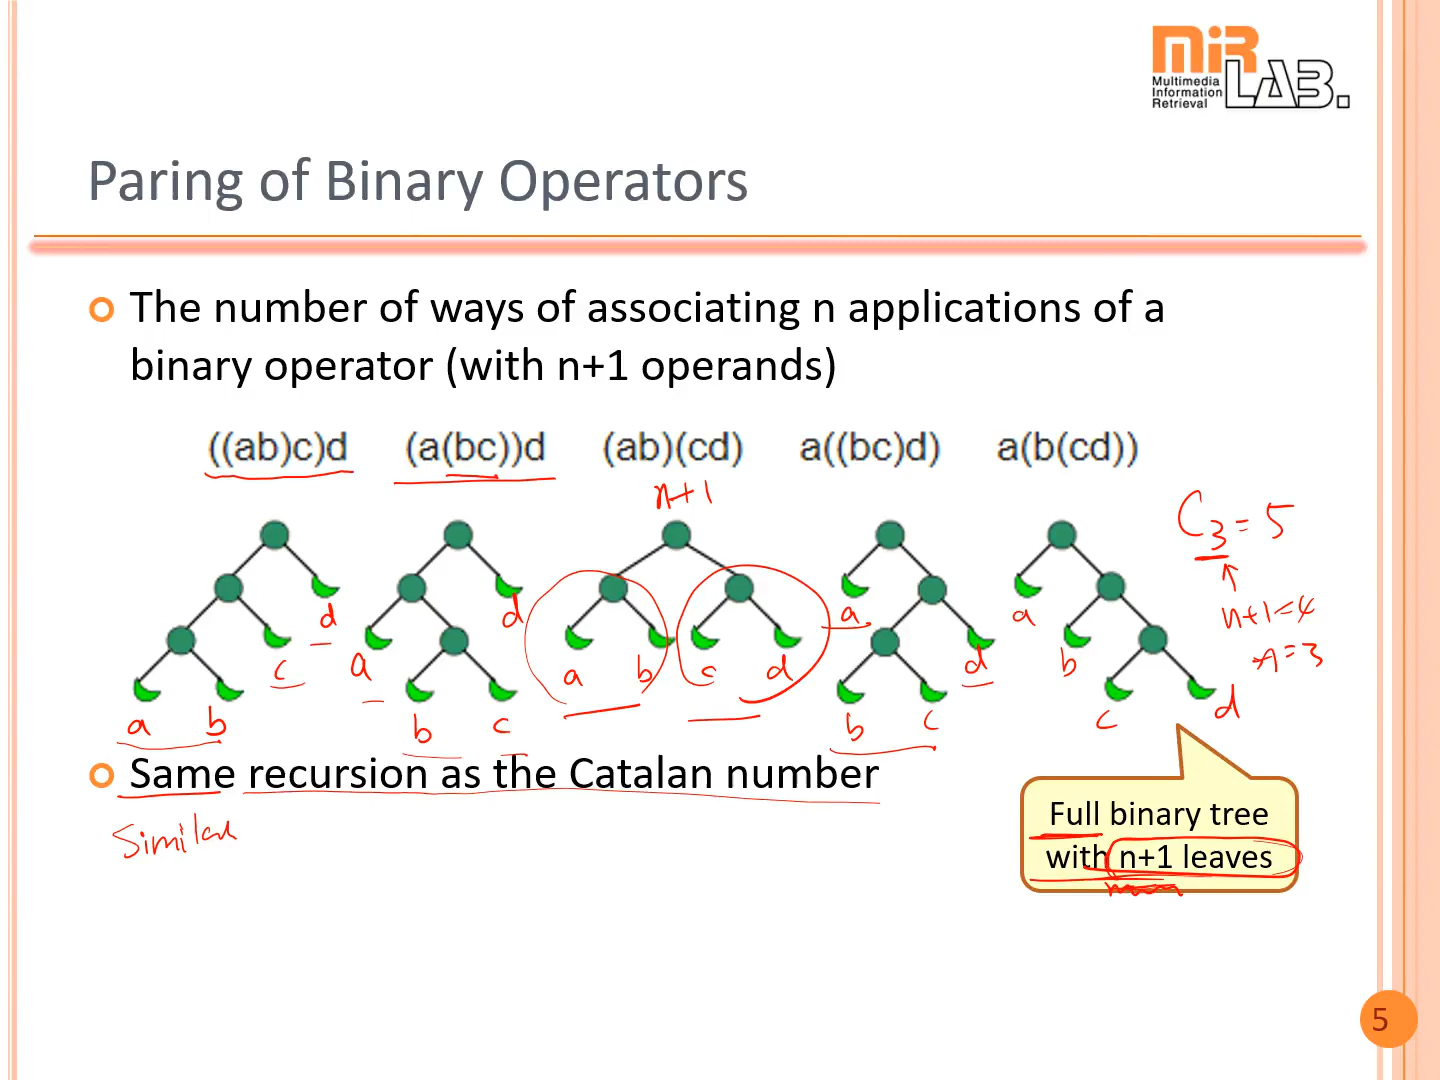 MIR LAB.
Multimedia
Information
Retrieval
Paring of Binary Operators
The number of ways of associating n applications of a
binary operator (with n+1 operands)
((ab)c)d (a(bc))d (ab)(cd) a((bc)d) a(b(cd))
n+1
C3 = 5
n+1=4
n=3
d d a a
c a a b c d d b
a b b c b c c d
Same recursion as the Catalan number
Similar
Full binary tree
with n+1 leaves
5